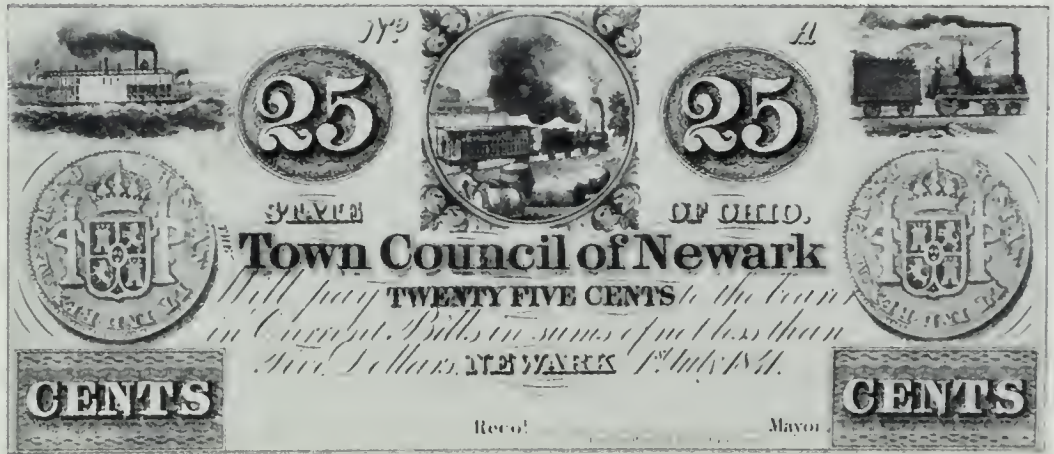 No A
25 25
STATE OF OHIO.
THE
Town Council of Newark
Will pay TWENTY FIVE CENTS to the bearer
in Current Bills in sums not less than
Five Dollars. NEWARK 1st July 1841.
CENTS CENTS
Recd. Mayor